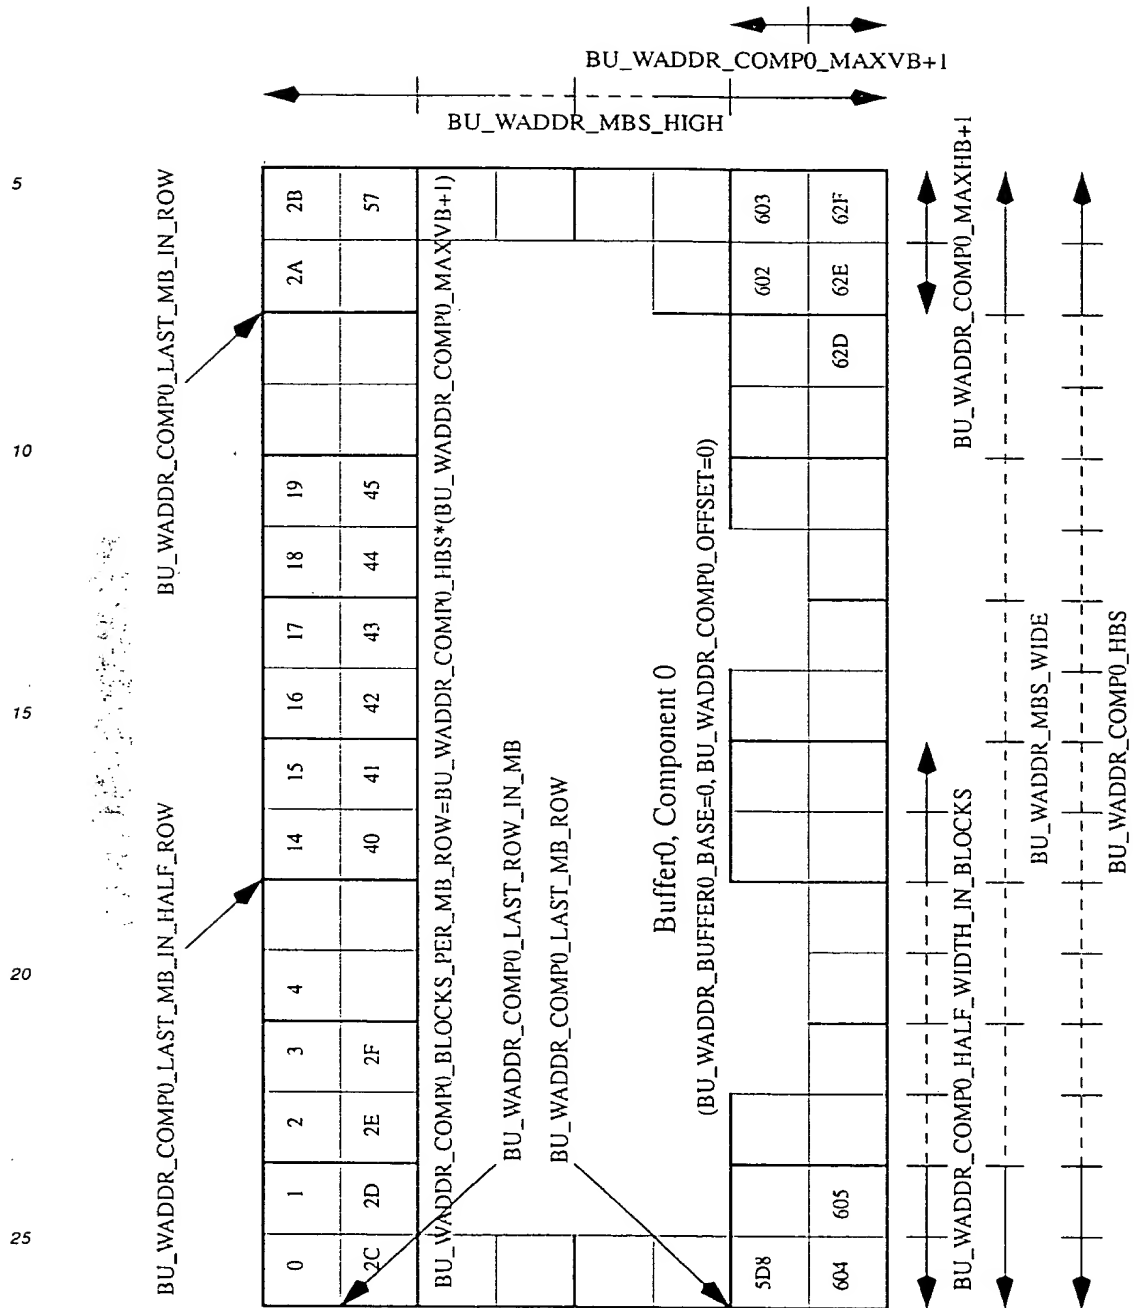 BU_WADDR_COMP0_MAXVB+1
BU_WADDR_MBS_HIGH
5
10
15
20
25
BU_WADDR_COMP0_LAST_MB_IN_HALF_ROW
BU_WADDR_COMP0_LAST_MB_IN_ROW
0 1 2 3 4 14 15 16 17 18 19 2A 2B
2C 2D 2E 2F 40 41 42 43 44 45 57
BU_WADDR_COMP0_BLOCKS_PER_MB_ROW=BU_WADDR_COMP0_HBS*(BU_WADDR_COMP0_MAXVB+1)
BU_WADDR_COMP0_LAST_ROW_IN_MB
BU_WADDR_COMP0_LAST_MB_ROW
Buffer0, Component 0
(BU_WADDR_BUFFER0_BASE=0, BU_WADDR_COMP0_OFFSET=0)
5D8 602 603
604 605 62D 62E 62F
BU_WADDR_COMP0_HALF_WIDTH_IN_BLOCKS
BU_WADDR_COMP0_MAXHB+1
BU_WADDR_MBS_WIDE
BU_WADDR_COMP0_HBS